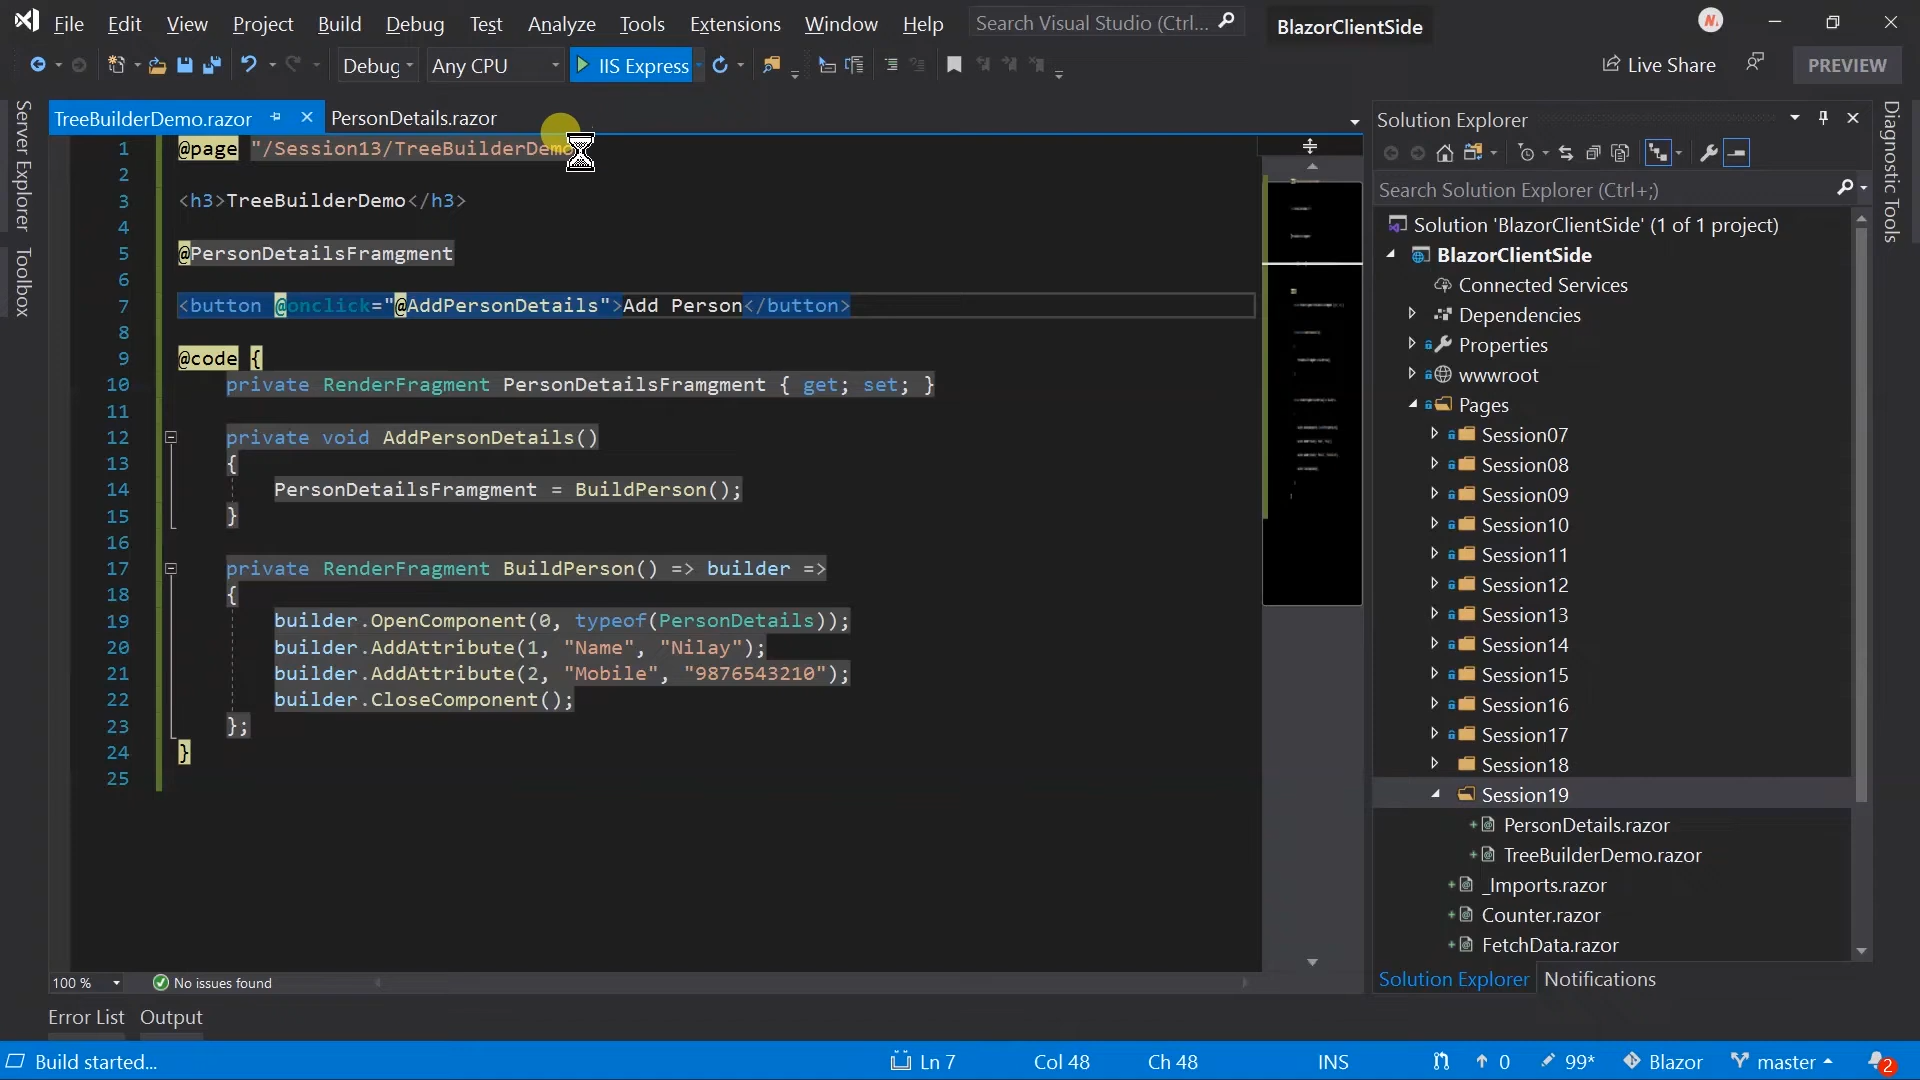 File Edit View Project Build Debug Test Analyze Tools Extensions Window Help Search Visual Studio (Ctrl... BlazorClientSide
Debug Any CPU IIS Express Live Share PREVIEW
Server Explorer
Toolbox
TreeBuilderDemo.razor PersonDetails.razor
1 @page "/Session13/TreeBuilderDemo
2
3 <h3>TreeBuilderDemo</h3>
4
5 @PersonDetailsFramgment
6
7 <button @onclick="@AddPersonDetails">Add Person</button>
8
9 @code {
10 private RenderFragment PersonDetailsFramgment { get; set; }
11
12 private void AddPersonDetails()
13 {
14 PersonDetailsFramgment = BuildPerson();
15 }
16
17 private RenderFragment BuildPerson() => builder =>
18 {
19 builder.OpenComponent(0, typeof(PersonDetails));
20 builder.AddAttribute(1, "Name", "Nilay");
21 builder.AddAttribute(2, "Mobile", "9876543210");
22 builder.CloseComponent();
23 };
24 }
25
100 % No issues found
Error List Output
Solution Explorer
Search Solution Explorer (Ctrl+;)
Solution 'BlazorClientSide' (1 of 1 project)
BlazorClientSide
Connected Services
Dependencies
Properties
wwwroot
Pages
Session07
Session08
Session09
Session10
Session11
Session12
Session13
Session14
Session15
Session16
Session17
Session18
Session19
PersonDetails.razor
TreeBuilderDemo.razor
_Imports.razor
Counter.razor
FetchData.razor
Solution Explorer Notifications
Diagnostic Tools
Build started... Ln 7 Col 48 Ch 48 INS 0 99* Blazor master 2